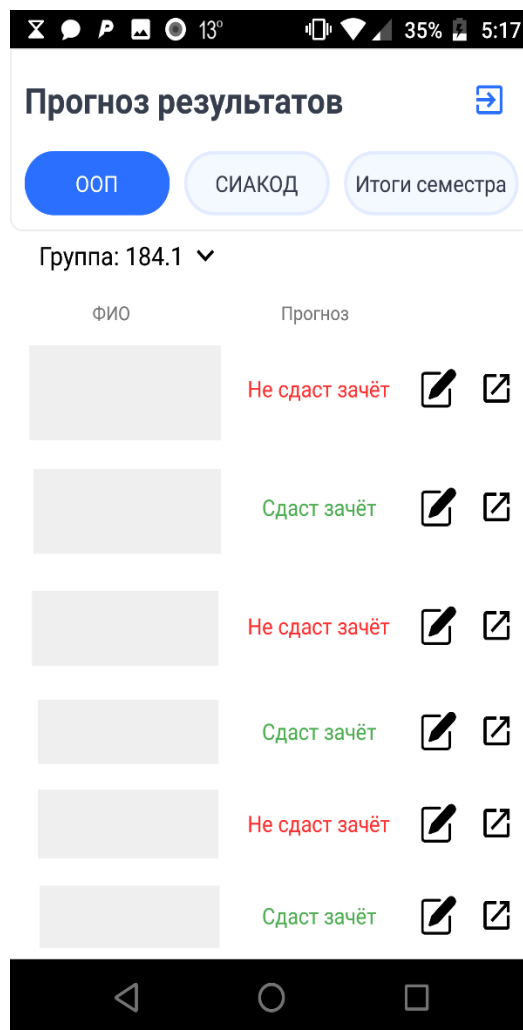 13° 35% 5:17
Прогноз результатов
ООП СИАКОД Итоги семестра
Группа: 184.1
ФИО Прогноз
Не сдаст зачёт
Сдаст зачёт
Не сдаст зачёт
Сдаст зачёт
Не сдаст зачёт
Сдаст зачёт